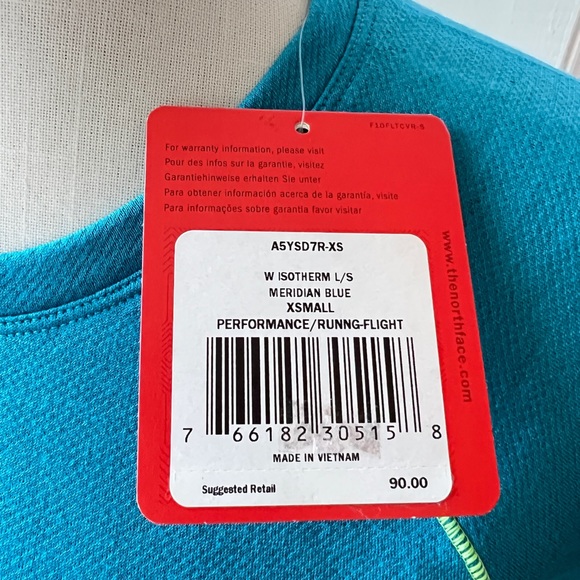 F10FLTCVR-S
For warranty information, please visit
Pour des infos sur la garantie, visitez
Garantiehinweise erhalten Sie unter
Para obtener información acerca de la garantía, visite
Para informações sobre garantia favor visitar
www.thenorthface.com
A5YSD7R-XS
W ISOTHERM L/S
MERIDIAN BLUE
XSMALL
PERFORMANCE/RUNNG-FLIGHT
7 66182 30515 8
MADE IN VIETNAM
Suggested Retail 90.00